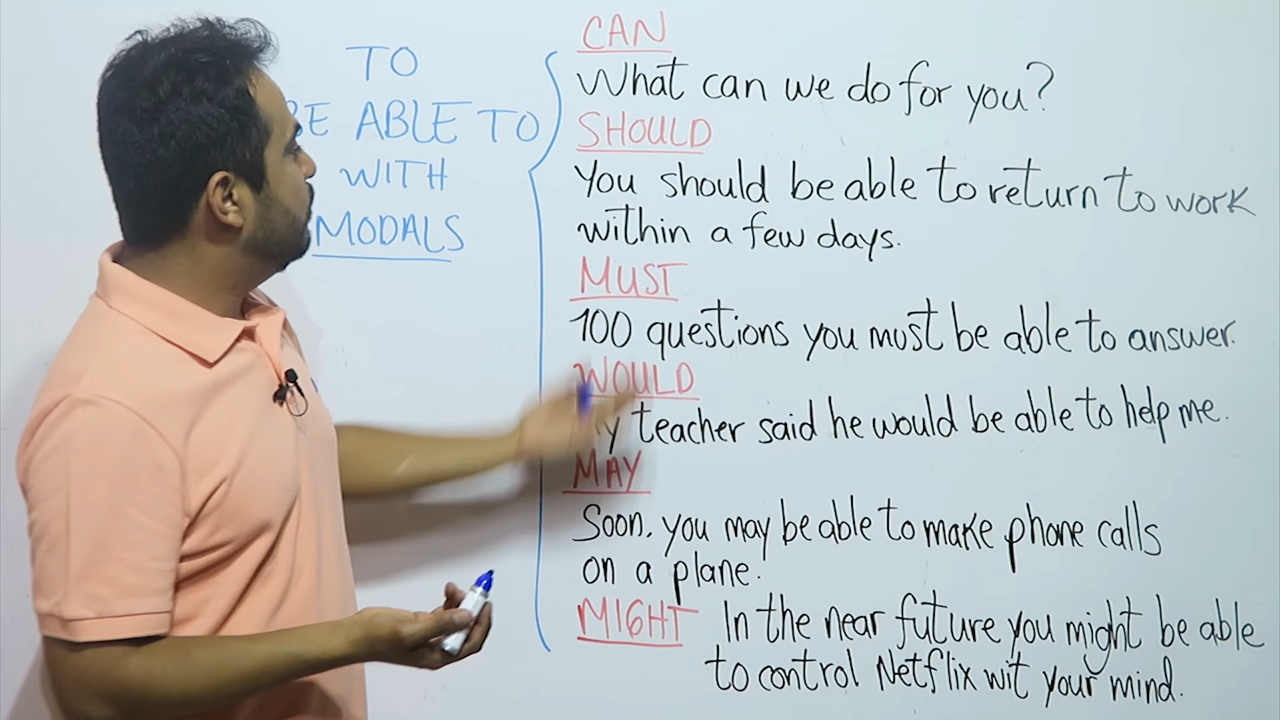 TO
BE ABLE TO
WITH
MODALS
CAN
What can we do for you?
SHOULD
You should be able to return to work
within a few days.
MUST
100 questions you must be able to answer.
WOULD
My teacher said he would be able to help me.
MAY
Soon, you may be able to make phone calls
on a plane.
MIGHT In the near future you might be able
to control Netflix wit your mind.